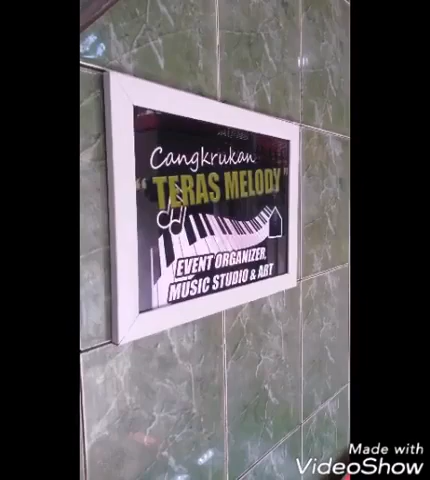 Cangkrukan
"TERAS MELODY"
EVENT ORGANIZER,
MUSIC STUDIO & ART
Made with
VideoShow